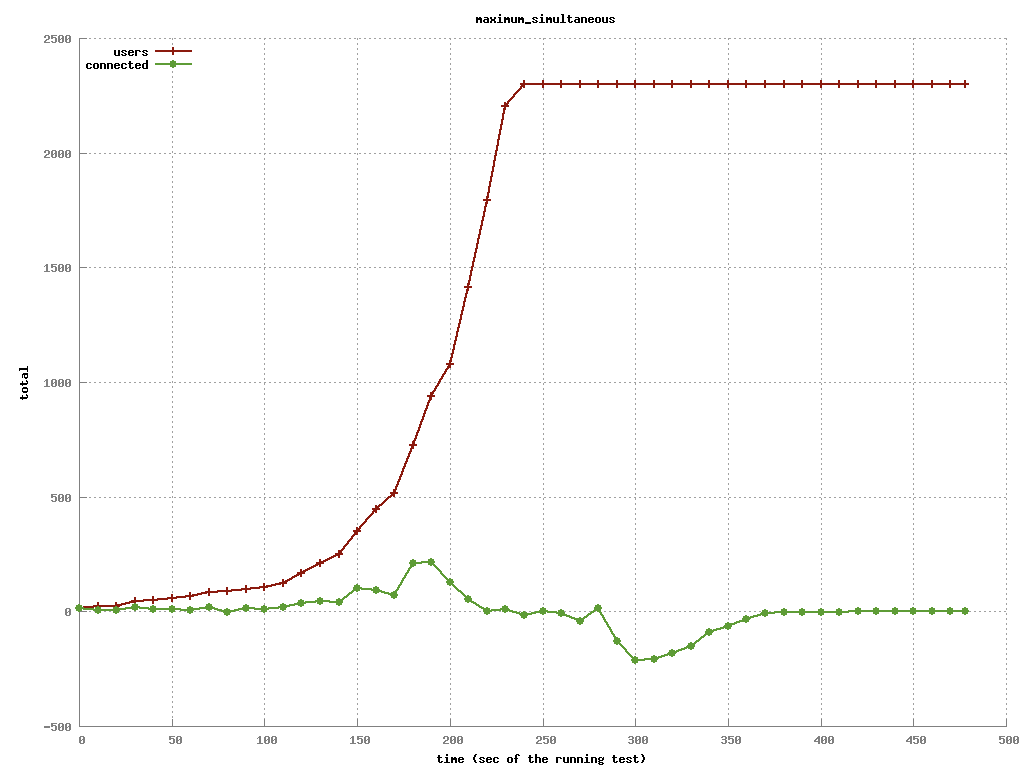 maximum_simultaneous
users
connected
2500
2000
1500
1000
500
0
-500
total
0 50 100 150 200 250 300 350 400 450 500
time (sec of the running test)